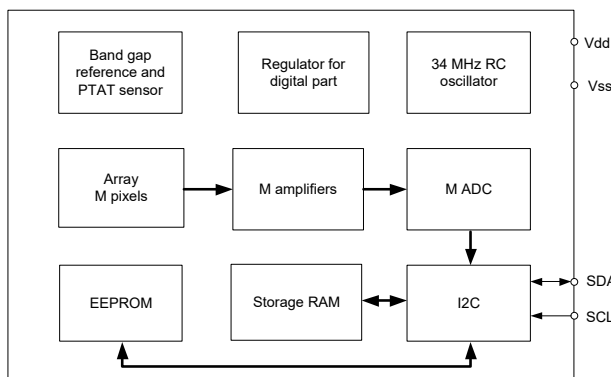 Band gap
reference and
PTAT sensor
Regulator for
digital part
34 MHz RC
oscillator
Vdd
Vss
Array
M pixels
M amplifiers
M ADC
EEPROM
Storage RAM
I2C
SDA
SCL